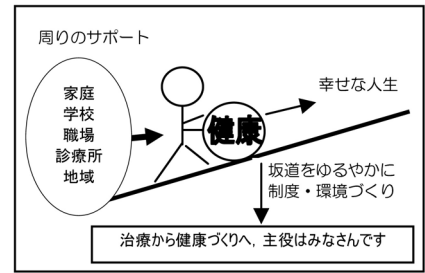 周りのサポート
家庭
学校
職場
診療所
地域
健康
幸せな人生
坂道をゆるやかに
制度・環境づくり
治療から健康づくりへ，主役はみなさんです